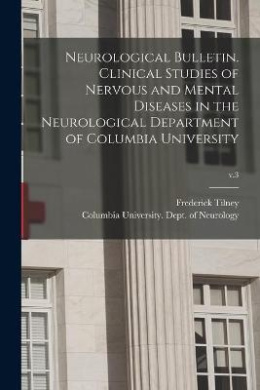 Neurological Bulletin.
Clinical Studies of
Nervous and Mental
Diseases in the
Neurological Department
of Columbia University
v.3
Frederick Tilney
Columbia University. Dept. of Neurology